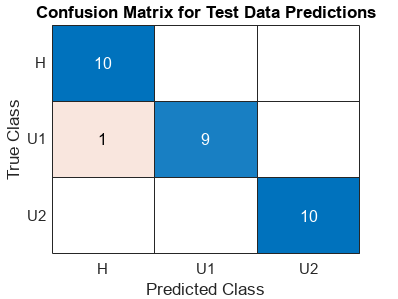 Confusion Matrix for Test Data Predictions
True Class
H
10
U1
1 9
U2
10
H U1 U2
Predicted Class